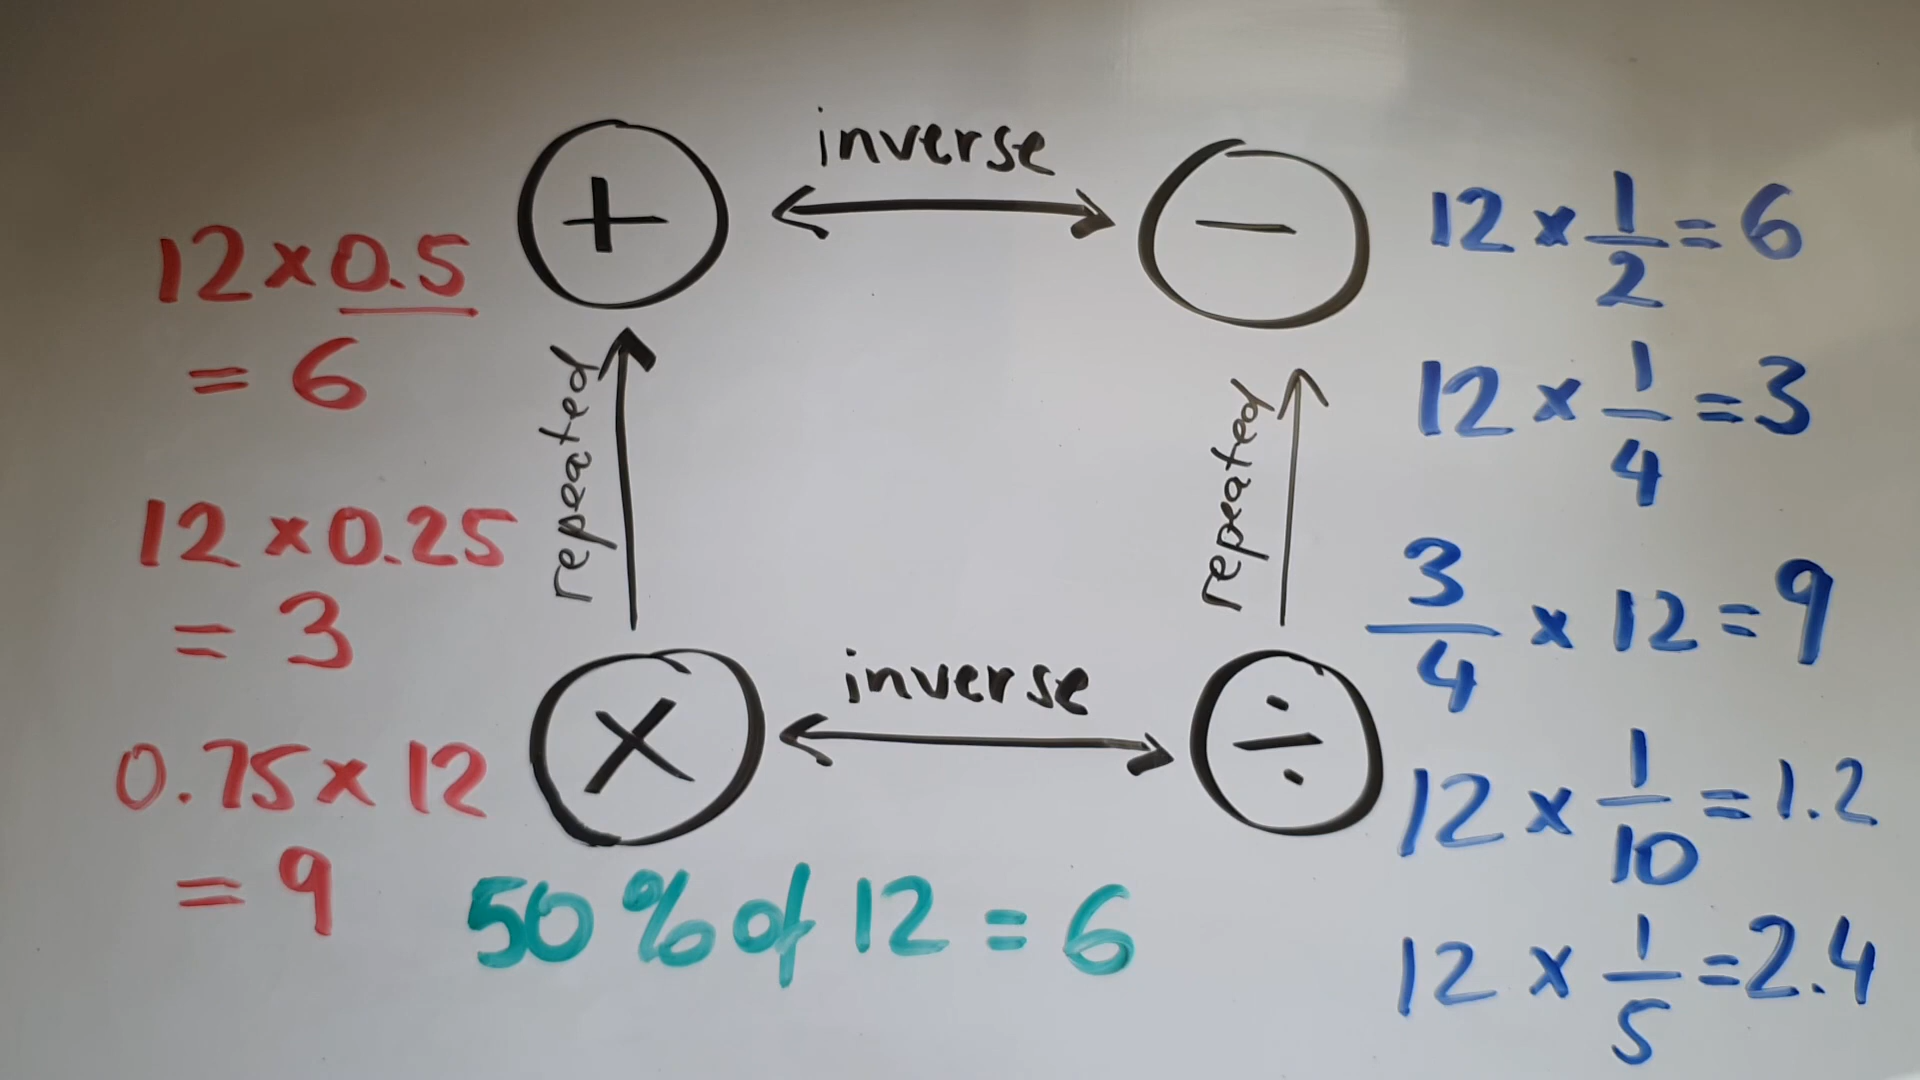 inverse
+
−
12 × 0.5
= 6
repeated
12 × 0.25
= 3
0.75 × 12
= 9
repeated
inverse
×
÷
50 % of 12 = 6
12 × 1/2 = 6
12 × 1/4 = 3
3/4 × 12 = 9
12 × 1/10 = 1.2
12 × 1/5 = 2.4